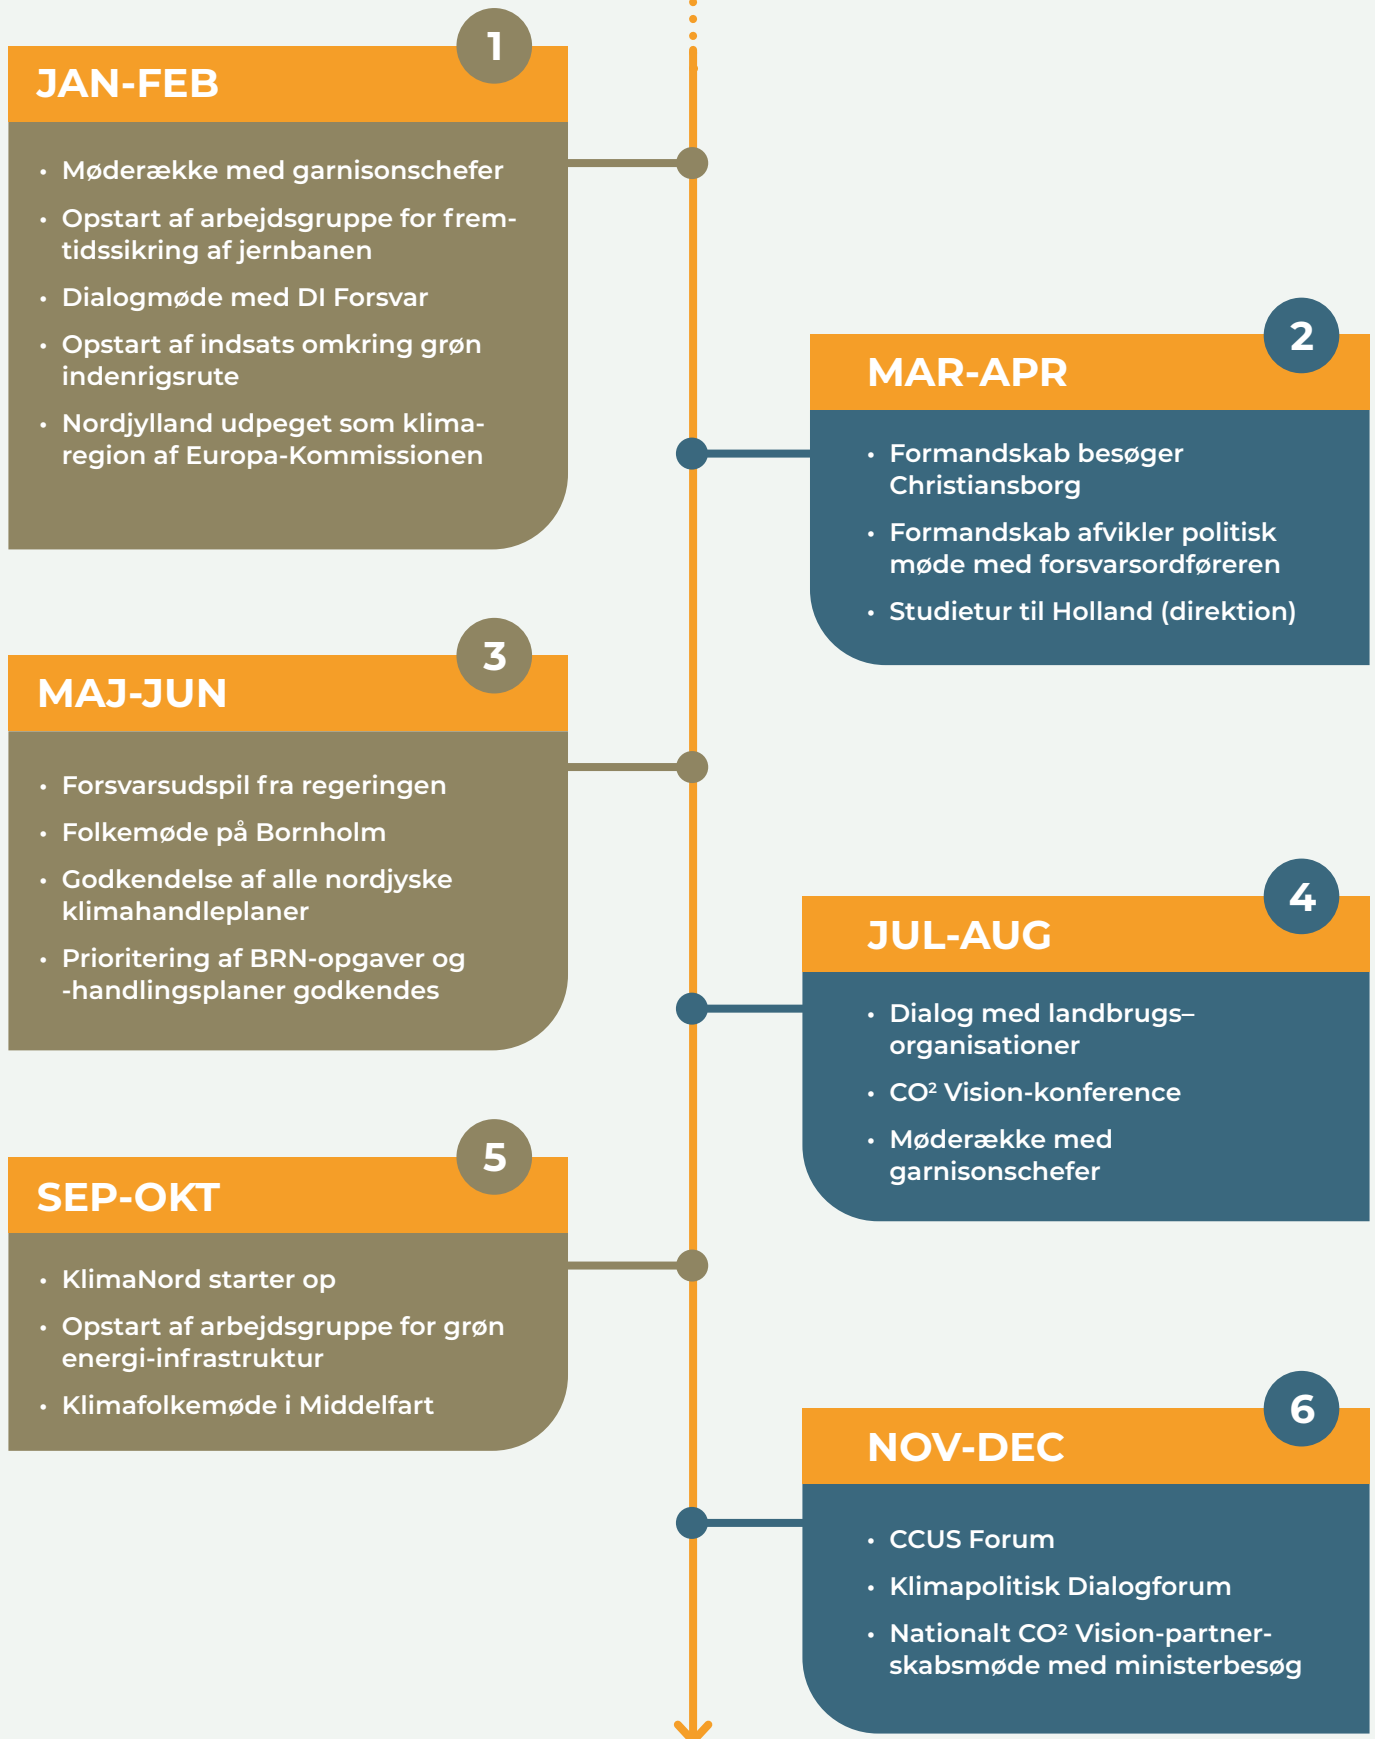 1
JAN-FEB
• Møderække med garnisonschefer
• Opstart af arbejdsgruppe for frem-
tidssikring af jernbanen
• Dialogmøde med DI Forsvar
• Opstart af indsats omkring grøn
indenrigsrute
• Nordjylland udpeget som klima-
region af Europa-Kommissionen
2
MAR-APR
• Formandskab besøger
Christiansborg
• Formandskab afvikler politisk
møde med forsvarsordføreren
• Studietur til Holland (direktion)
3
MAJ-JUN
• Forsvarsudspil fra regeringen
• Folkemøde på Bornholm
• Godkendelse af alle nordjyske
klimahandleplaner
• Prioritering af BRN-opgaver og
-handlingsplaner godkendes
4
JUL-AUG
• Dialog med landbrugs–
organisationer
• CO² Vision-konference
• Møderække med
garnisonschefer
5
SEP-OKT
• KlimaNord starter op
• Opstart af arbejdsgruppe for grøn
energi-infrastruktur
• Klimafolkemøde i Middelfart
6
NOV-DEC
• CCUS Forum
• Klimapolitisk Dialogforum
• Nationalt CO² Vision-partner-
skabsmøde med ministerbesøg